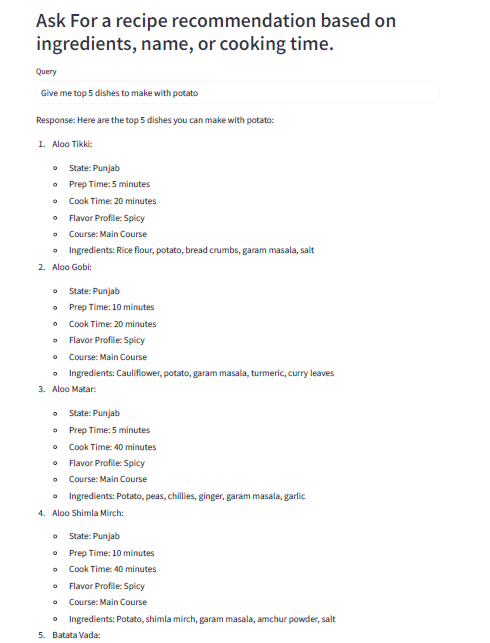 Ask For a recipe recommendation based on
ingredients, name, or cooking time.
Query
Give me top 5 dishes to make with potato
Response: Here are the top 5 dishes you can make with potato:
1. Aloo Tikki:
State: Punjab
Prep Time: 5 minutes
Cook Time: 20 minutes
Flavor Profile: Spicy
Course: Main Course
Ingredients: Rice flour, potato, bread crumbs, garam masala, salt
2. Aloo Gobi:
State: Punjab
Prep Time: 10 minutes
Cook Time: 20 minutes
Flavor Profile: Spicy
Course: Main Course
Ingredients: Cauliflower, potato, garam masala, turmeric, curry leaves
3. Aloo Matar:
State: Punjab
Prep Time: 5 minutes
Cook Time: 40 minutes
Flavor Profile: Spicy
Course: Main Course
Ingredients: Potato, peas, chillies, ginger, garam masala, garlic
4. Aloo Shimla Mirch:
State: Punjab
Prep Time: 10 minutes
Cook Time: 40 minutes
Flavor Profile: Spicy
Course: Main Course
Ingredients: Potato, shimla mirch, garam masala, amchur powder, salt
5. Batata Vada: